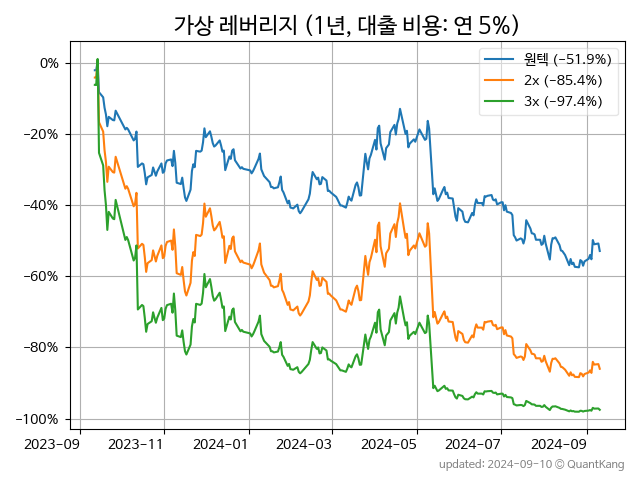 가상 레버리지 (1년, 대출 비용: 연 5%)
원텍 (-51.9%)
2x (-85.4%)
3x (-97.4%)
0%
-20%
-40%
-60%
-80%
-100%
2023-09 2023-11 2024-01 2024-03 2024-05 2024-07 2024-09
updated: 2024-09-10 © QuantKang